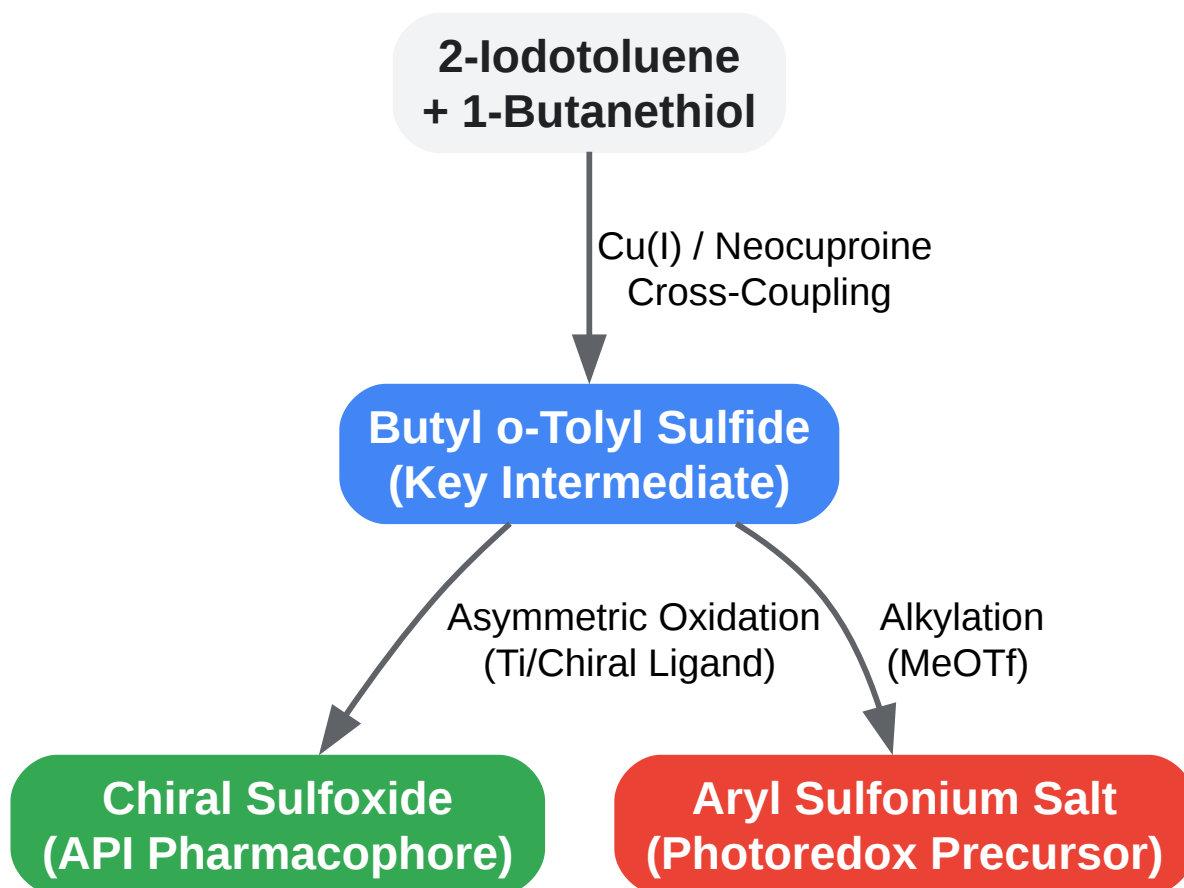 2-Iodotoluene
+ 1-Butanethiol
Cu(I) / Neocuproine
Cross-Coupling
Butyl o-Tolyl Sulfide
(Key Intermediate)
Asymmetric Oxidation
(Ti/Chiral Ligand)
Alkylation
(MeOTf)
Chiral Sulfoxide
(API Pharmacophore)
Aryl Sulfonium Salt
(Photoredox Precursor)